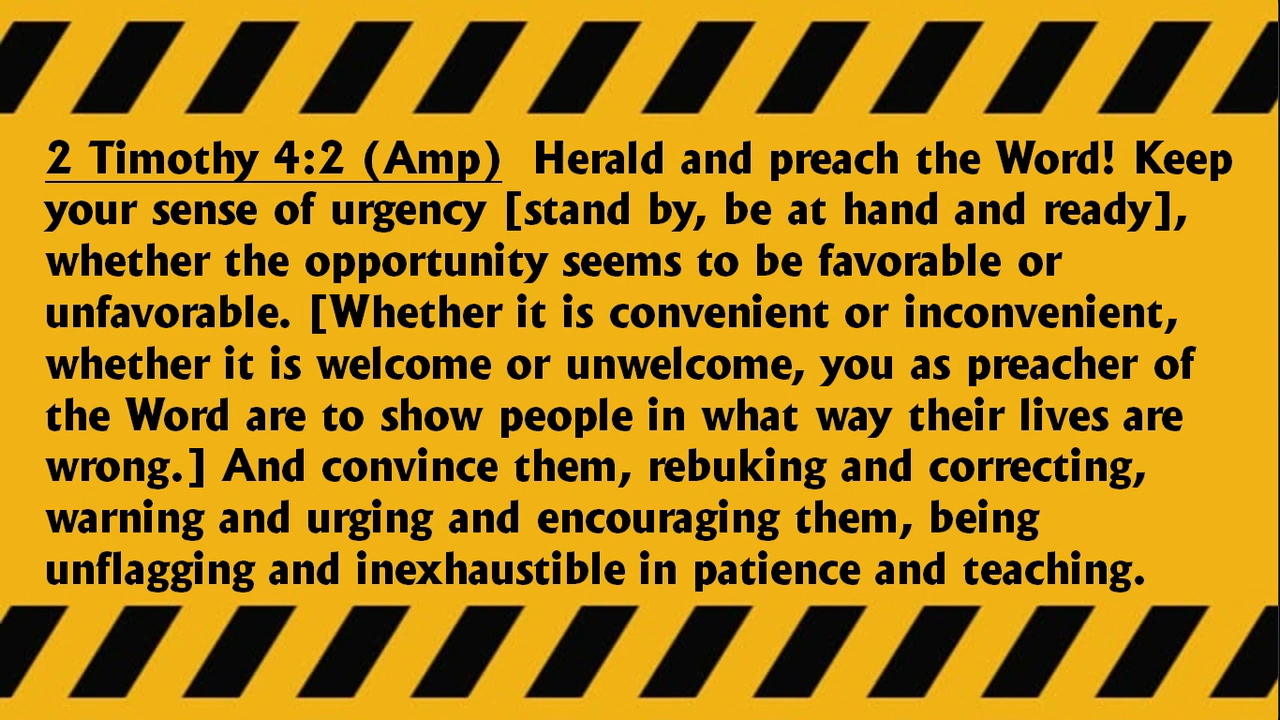 2 Timothy 4:2 (Amp)  Herald and preach the Word! Keep
your sense of urgency [stand by, be at hand and ready],
whether the opportunity seems to be favorable or
unfavorable. [Whether it is convenient or inconvenient,
whether it is welcome or unwelcome, you as preacher of
the Word are to show people in what way their lives are
wrong.] And convince them, rebuking and correcting,
warning and urging and encouraging them, being
unflagging and inexhaustible in patience and teaching.